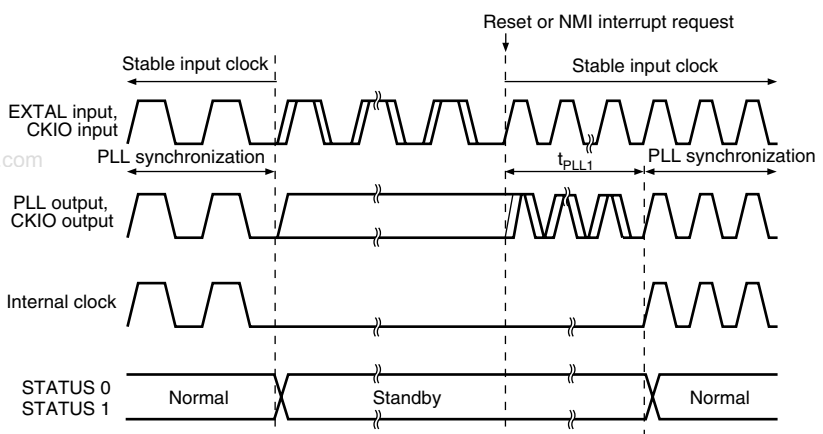 Reset or NMI interrupt request
Stable input clock
Stable input clock
EXTAL input,
CKIO input
com
PLL synchronization
tPLL1
PLL synchronization
PLL output,
CKIO output
Internal clock
STATUS 0
STATUS 1
Normal
Standby
Normal